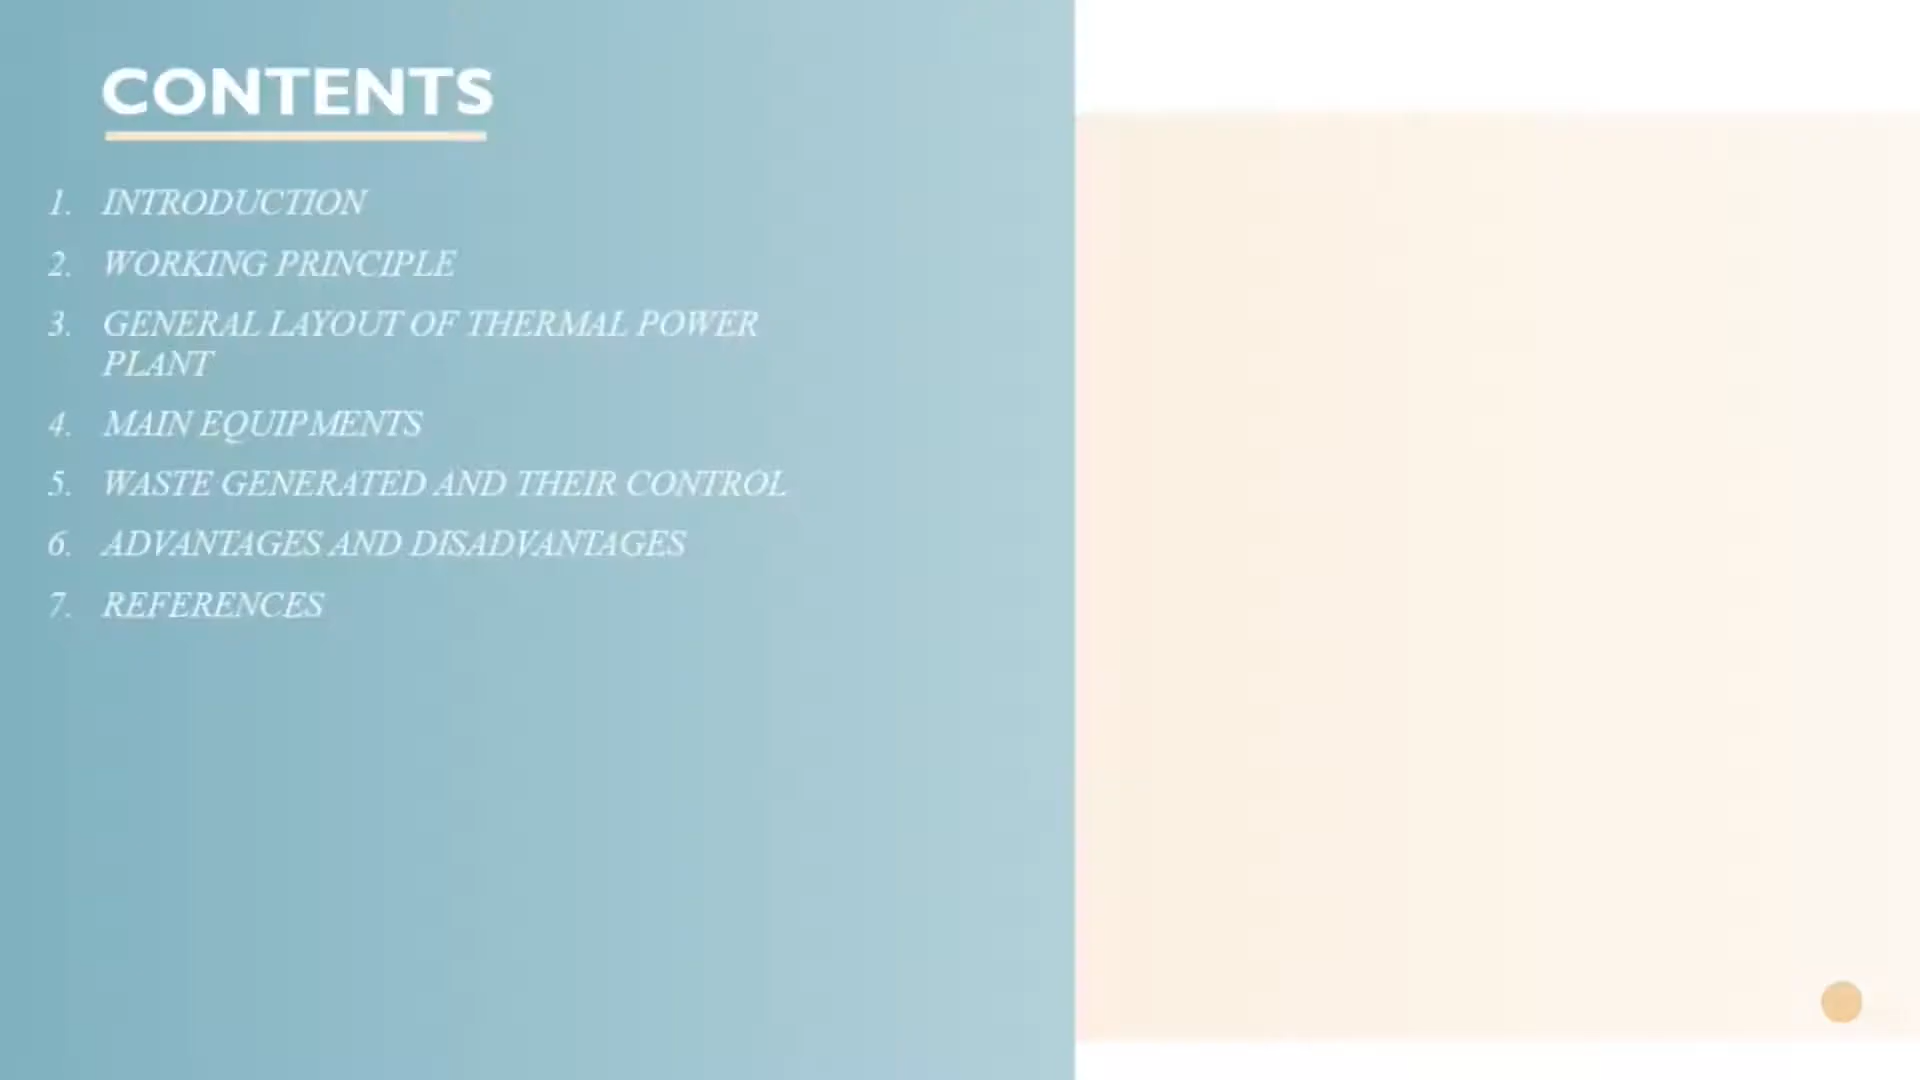 CONTENTS
1. INTRODUCTION
2. WORKING PRINCIPLE
3. GENERAL LAYOUT OF THERMAL POWER
PLANT
4. MAIN EQUIPMENTS
5. WASTE GENERATED AND THEIR CONTROL
6. ADVANTAGES AND DISADVANTAGES
7. REFERENCES